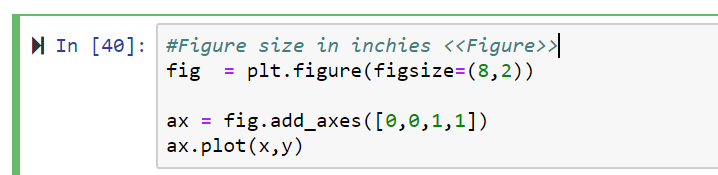 In [40]: #Figure size in inchies <<Figure>>
fig  = plt.figure(figsize=(8,2))
ax = fig.add_axes([0,0,1,1])
ax.plot(x,y)